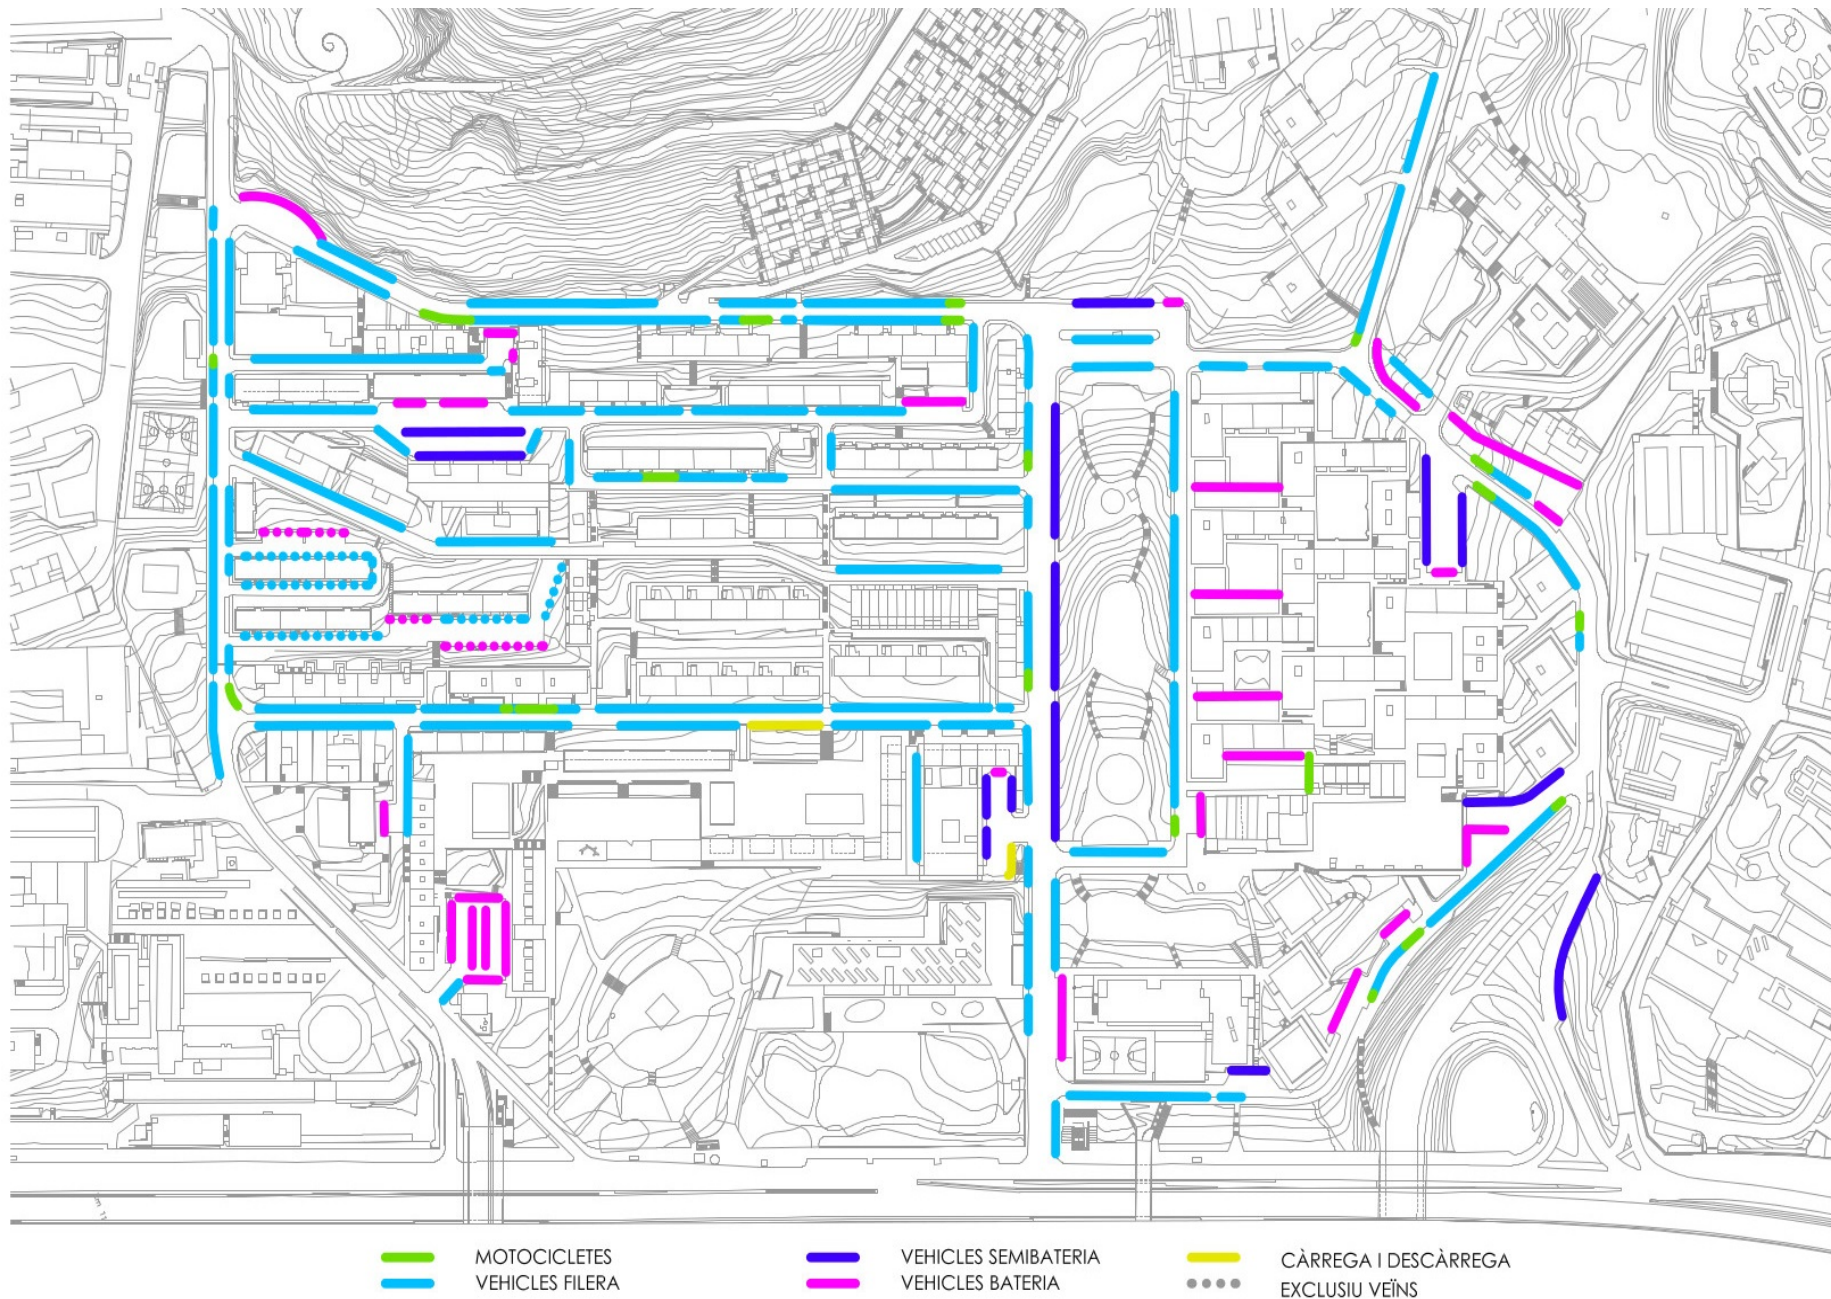 MOTOCICLETES
VEHICLES FILERA
VEHICLES SEMIBATERIA
VEHICLES BATERIA
CÀRREGA I DESCÀRREGA
EXCLUSIU VEÏNS